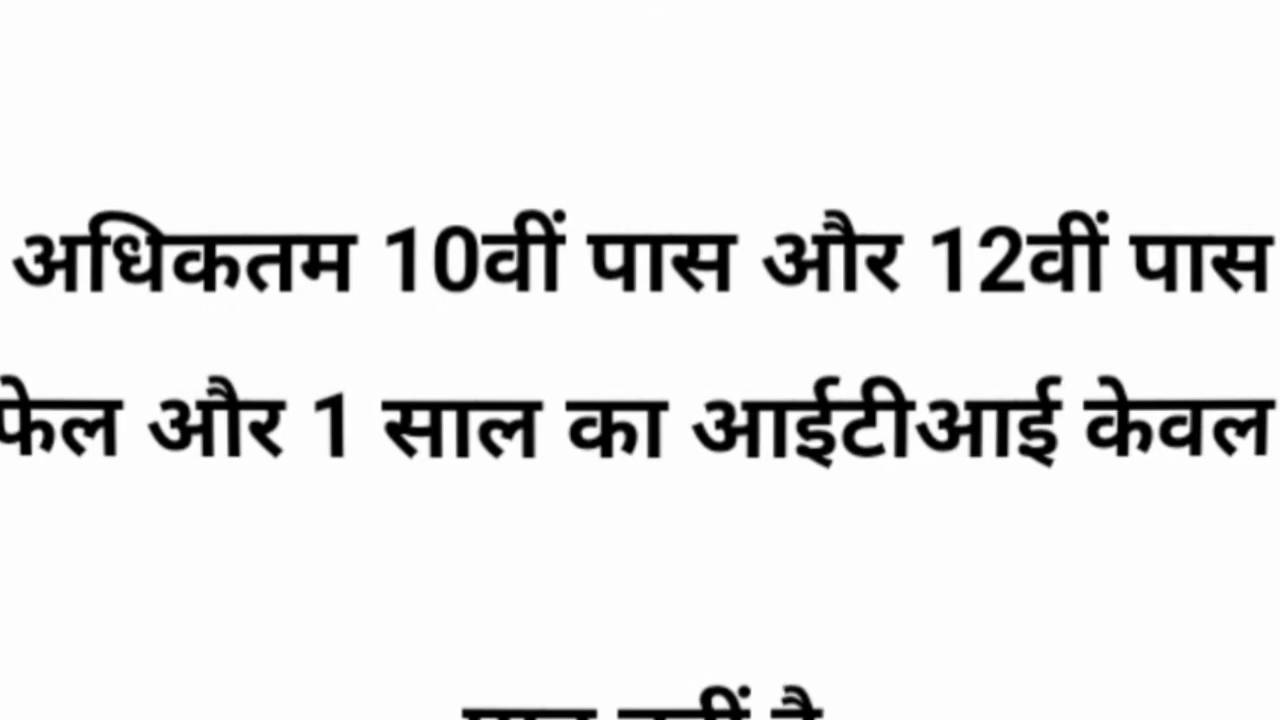 अधिकतम 10वीं पास और 12वीं पास
फेल और 1 साल का आईटीआई केवल